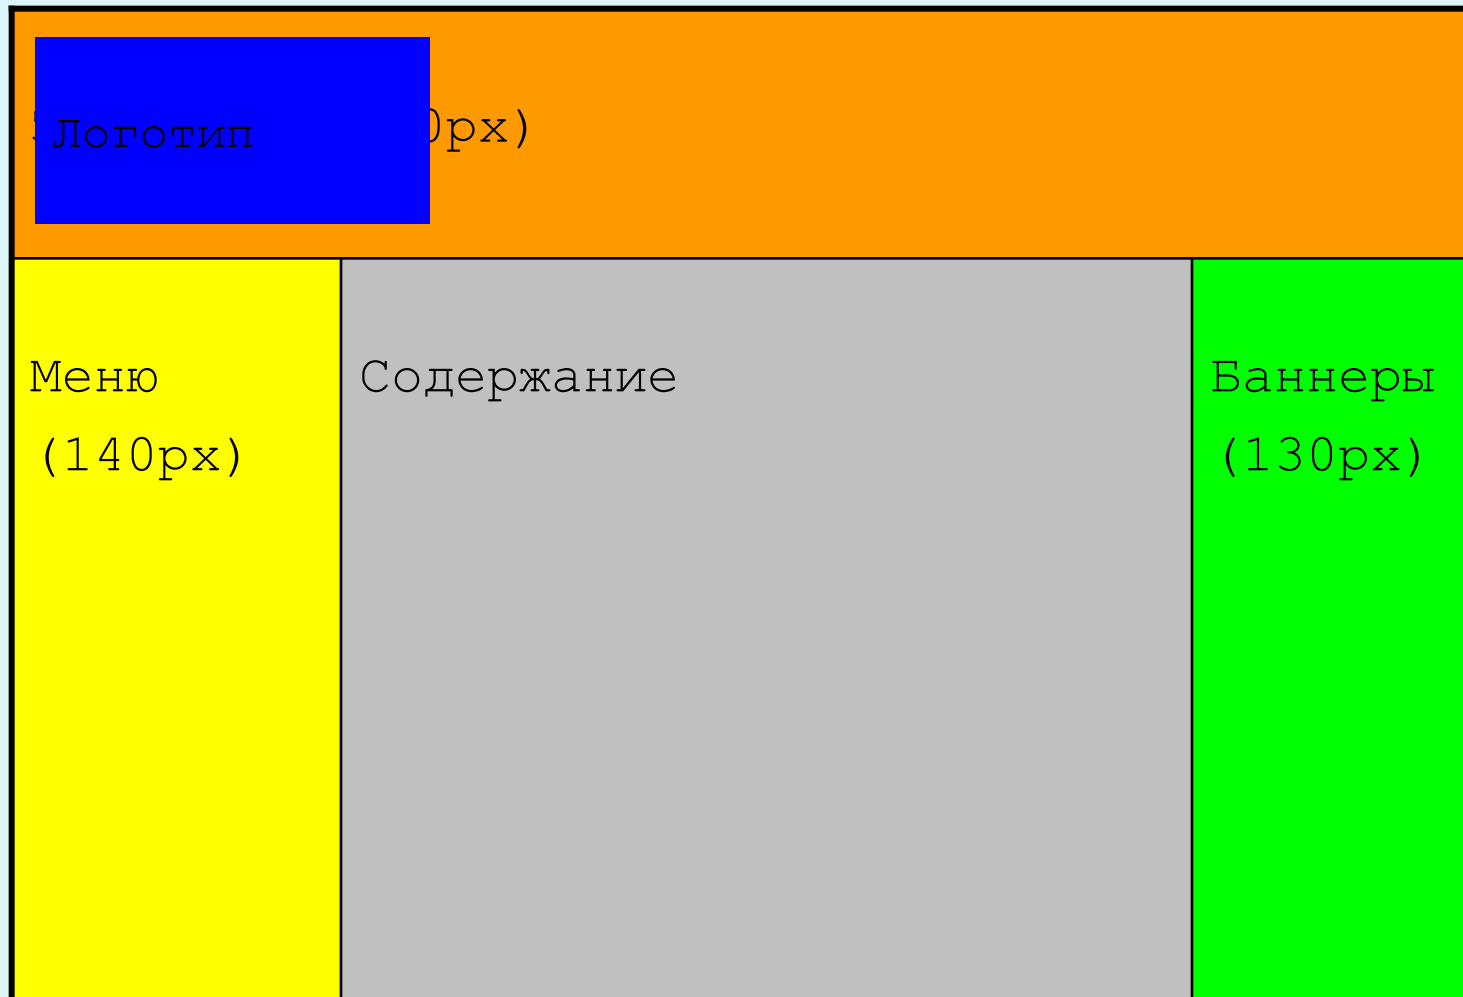 Логотип
0px)
Меню
(140px)
Содержание
Баннеры
(130px)